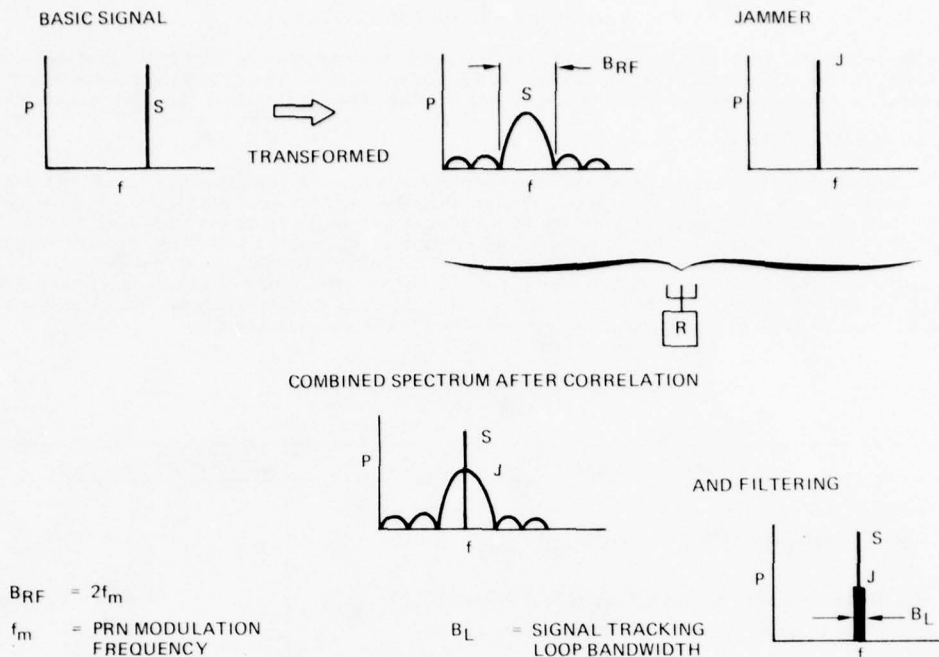 BASIC SIGNAL
JAMMER
P
S
f
TRANSFORMED
P
S
B_RF
f
P
J
f
R
COMBINED SPECTRUM AFTER CORRELATION
P
S
J
f
AND FILTERING
P
S
J
B_L
f
B_RF = 2f_m
f_m = PRN MODULATION
FREQUENCY
B_L = SIGNAL TRACKING
LOOP BANDWIDTH